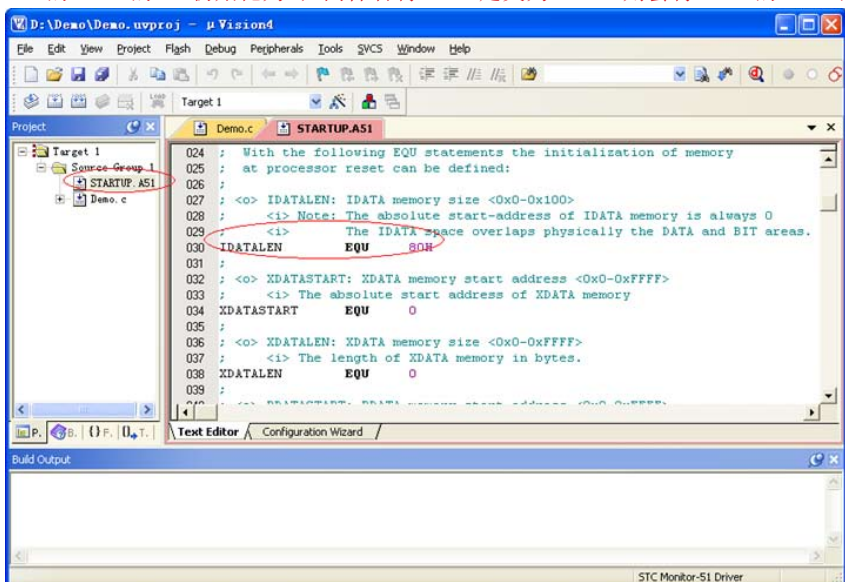 D:\Demo\Demo.uvproj - µVision4
File Edit View Project Flash Debug Peripherals Tools SVCS Window Help
Target 1
Project
Demo.c STARTUP.A51
Target 1
Source Group 1
STARTUP.A51
Demo.c
024 ; With the following EQU statements the initialization of memory
025 ; at processor reset can be defined:
026 ;
027 ; <o> IDATALEN: IDATA memory size <0x0-0x100>
028 ; <i> Note: The absolute start-address of IDATA memory is always 0
029 ; <i> The IDATA space overlaps physically the DATA and BIT areas.
030 IDATALEN EQU 80H
031 ;
032 ; <o> XDATASTART: XDATA memory start address <0x0-0xFFFF>
033 ; <i> The absolute start address of XDATA memory
034 XDATASTART EQU 0
035 ;
036 ; <o> XDATALEN: XDATA memory size <0x0-0xFFFF>
037 ; <i> The length of XDATA memory in bytes.
038 XDATALEN EQU 0
039 ;
P. B. {} F. 0 T.
Text Editor Configuration Wizard
Build Output
STC Monitor-51 Driver